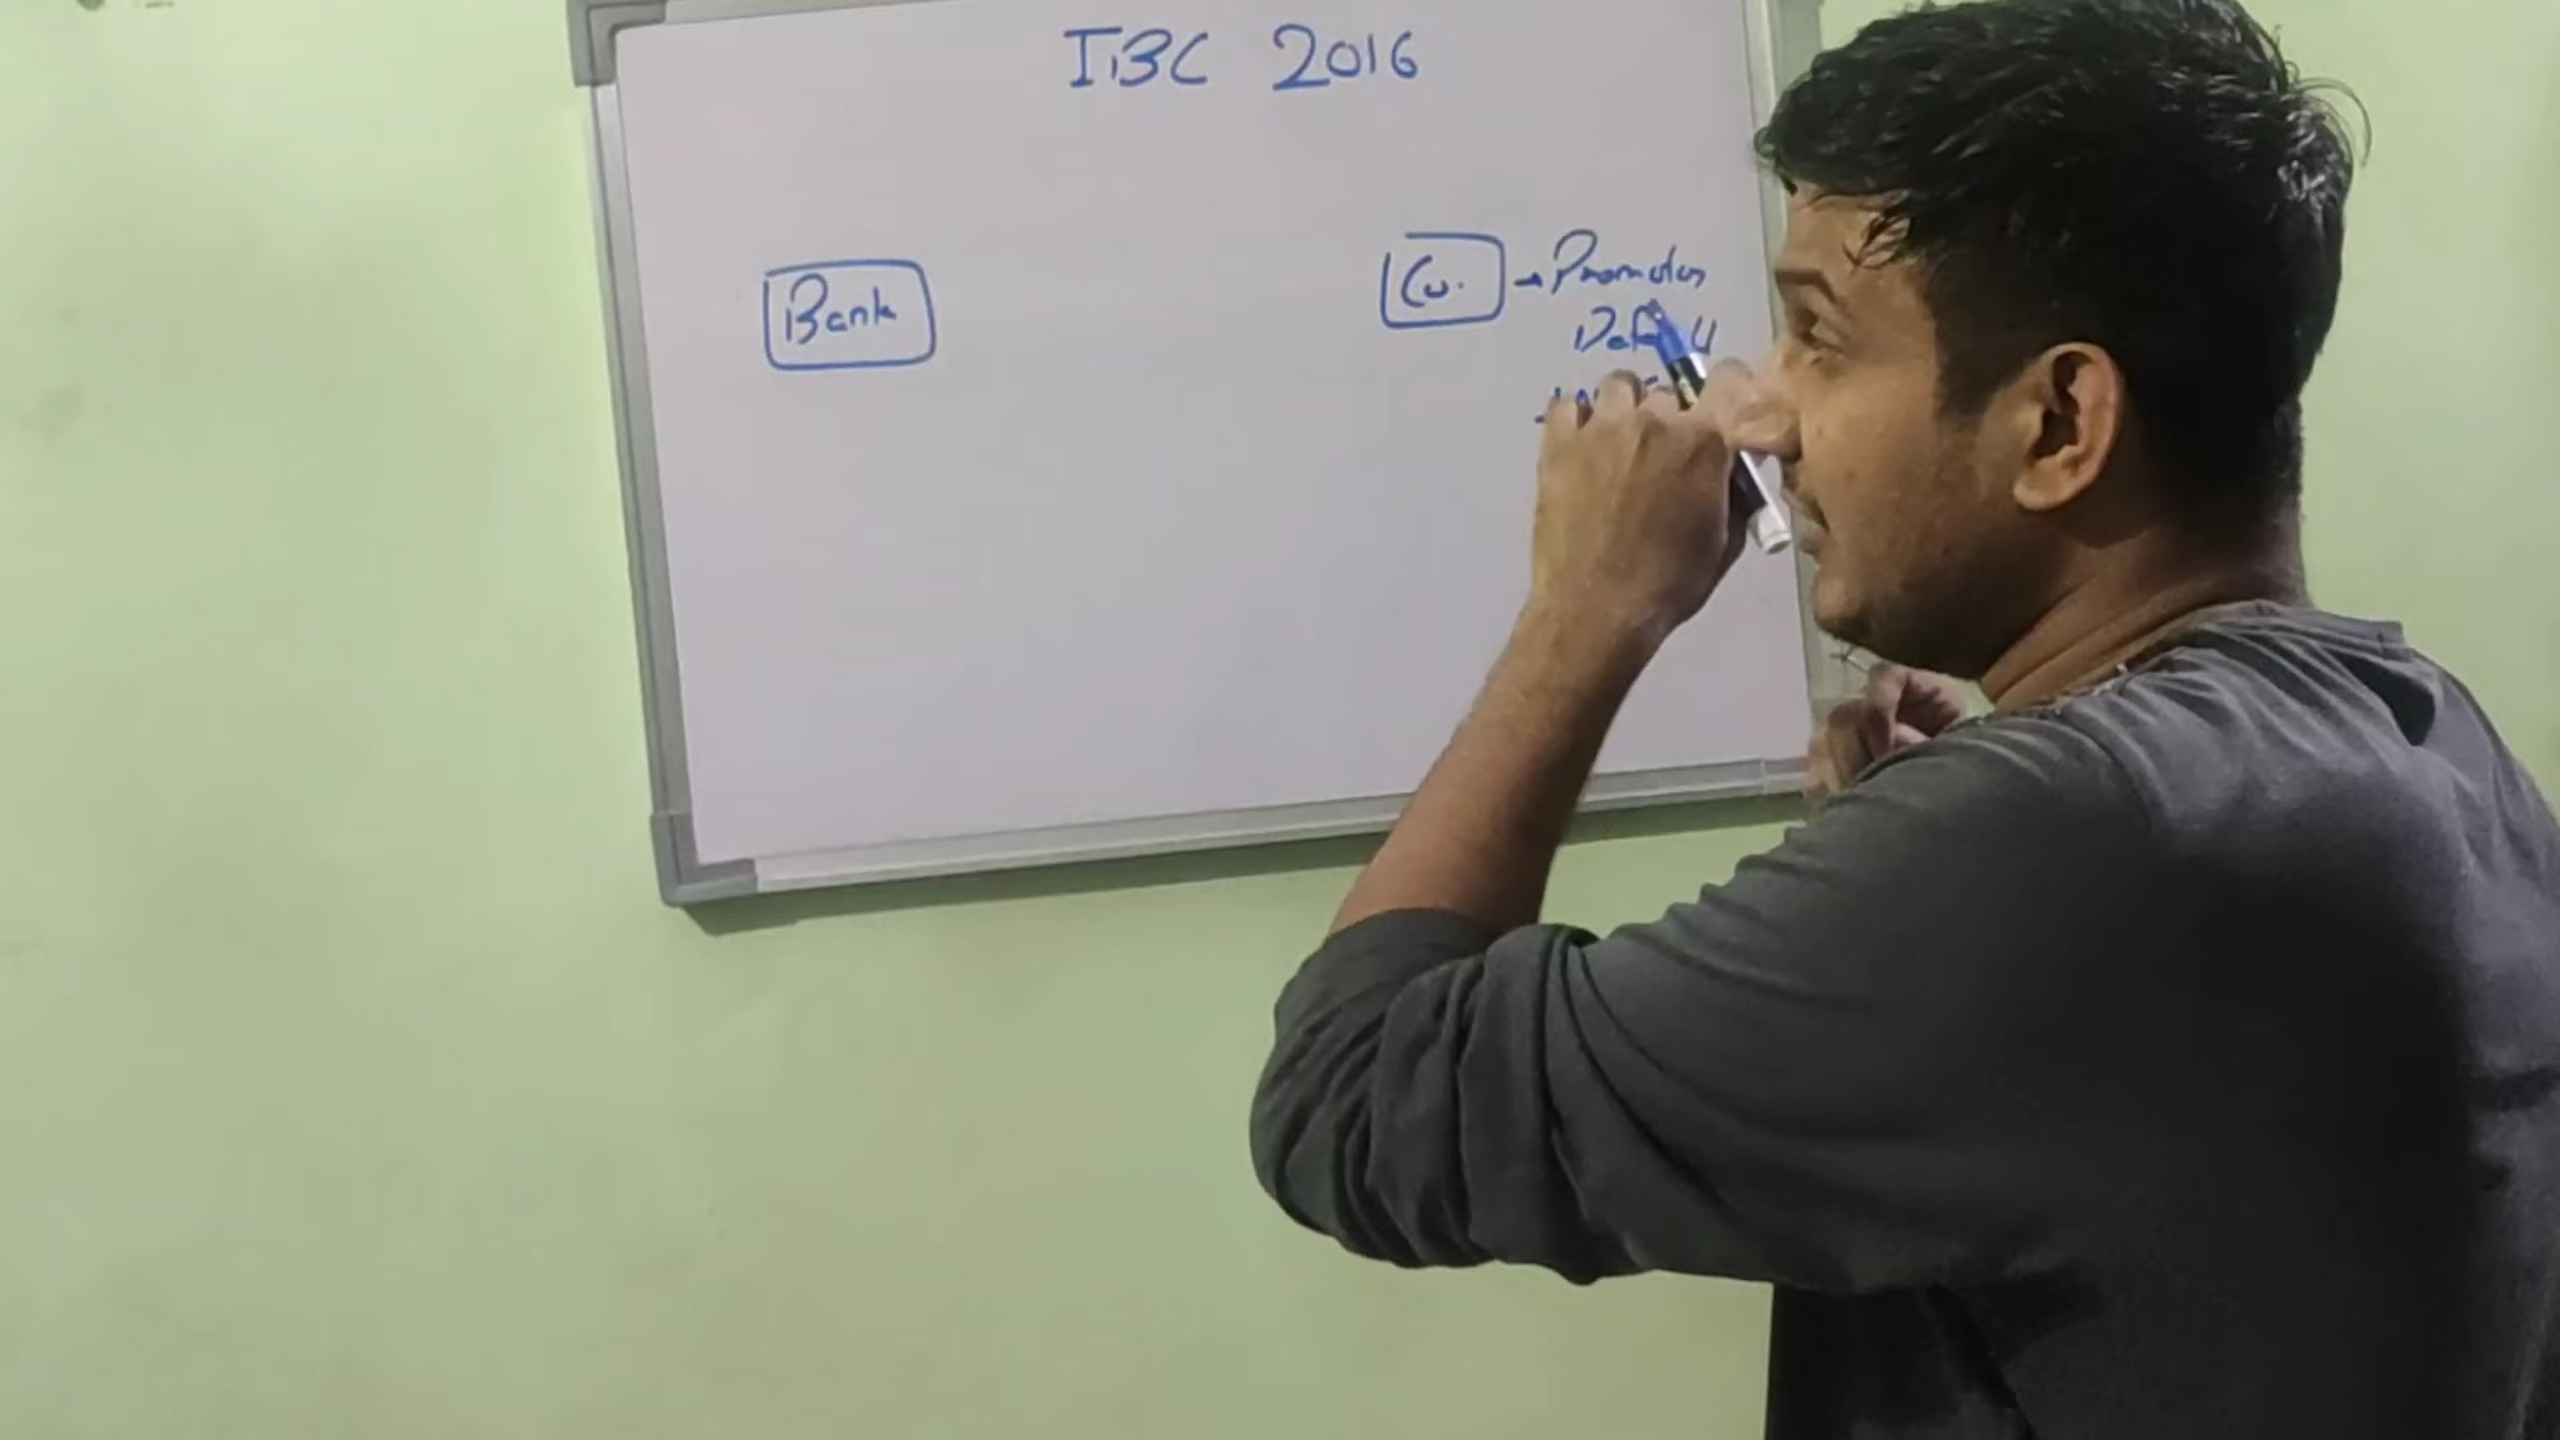 IBC 2016
Bank
Co. → Promoters